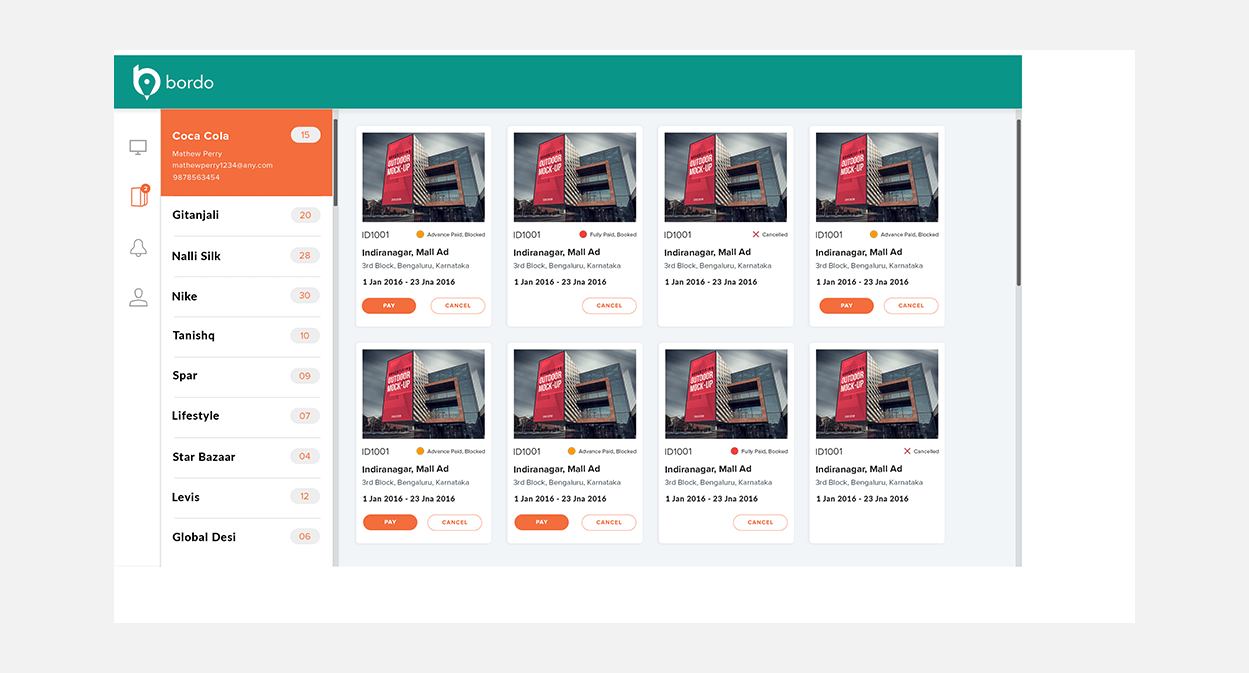 bordo
Coca Cola 15
Mathew Perry
mathewperry1234@any.com
9878563454
2
Gitanjali 20
Nalli Silk 28
Nike 30
Tanishq 10
Spar 09
Lifestyle 07
Star Bazaar 04
Levis 12
Global Desi 06
OUTDOOR
MOCK-UP
ID1001 Advance Paid, Blocked
Indiranagar, Mall Ad
3rd Block, Bengaluru, Karnataka
1 Jan 2016 - 23 Jna 2016
PAY CANCEL
OUTDOOR
MOCK-UP
ID1001 Fully Paid, Booked
Indiranagar, Mall Ad
3rd Block, Bengaluru, Karnataka
1 Jan 2016 - 23 Jna 2016
CANCEL
OUTDOOR
MOCK-UP
ID1001 Cancelled
Indiranagar, Mall Ad
3rd Block, Bengaluru, Karnataka
1 Jan 2016 - 23 Jna 2016
OUTDOOR
MOCK-UP
ID1001 Advance Paid, Blocked
Indiranagar, Mall Ad
3rd Block, Bengaluru, Karnataka
1 Jan 2016 - 23 Jna 2016
PAY CANCEL
OUTDOOR
MOCK-UP
ID1001 Advance Paid, Blocked
Indiranagar, Mall Ad
3rd Block, Bengaluru, Karnataka
1 Jan 2016 - 23 Jna 2016
PAY CANCEL
OUTDOOR
MOCK-UP
ID1001 Advance Paid, Blocked
Indiranagar, Mall Ad
3rd Block, Bengaluru, Karnataka
1 Jan 2016 - 23 Jna 2016
PAY CANCEL
OUTDOOR
MOCK-UP
ID1001 Fully Paid, Blocked
Indiranagar, Mall Ad
3rd Block, Bengaluru, Karnataka
1 Jan 2016 - 23 Jna 2016
CANCEL
OUTDOOR
MOCK-UP
ID1001 Cancelled
Indiranagar, Mall Ad
3rd Block, Bengaluru, Karnataka
1 Jan 2016 - 23 Jna 2016